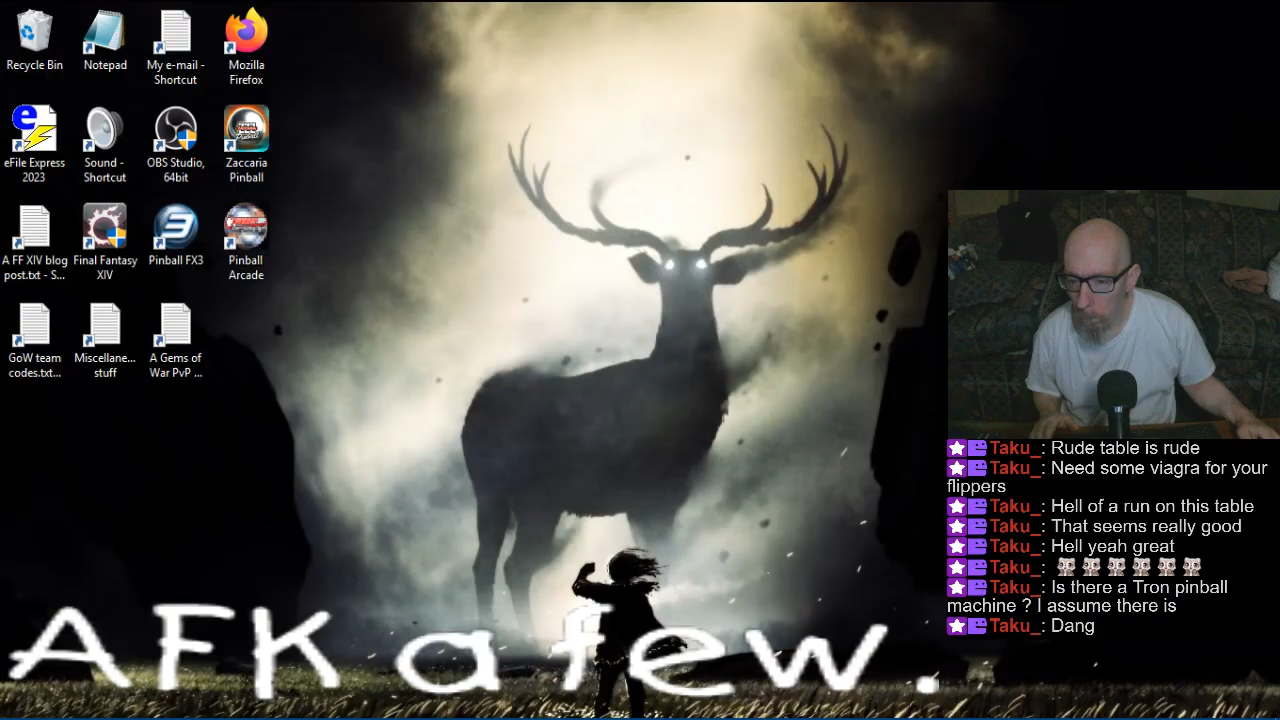 Recycle Bin
Notepad
My e-mail -
Shortcut
Mozilla
Firefox
eFile Express
2023
Sound -
Shortcut
OBS Studio,
64bit
Zaccaria
Pinball
A FF XIV blog
post.txt - S...
Final Fantasy
XIV
Pinball FX3
Pinball
Arcade
GoW team
codes.txt...
Miscellane...
stuff
A Gems of
War PvP ...
Taku_: Rude table is rude
Taku_: Need some viagra for your
flippers
Taku_: Hell of a run on this table
Taku_: That seems really good
Taku_: Hell yeah great
Taku_:
Taku_: Is there a Tron pinball
machine ? I assume there is
Taku_: Dang
AFK a few.